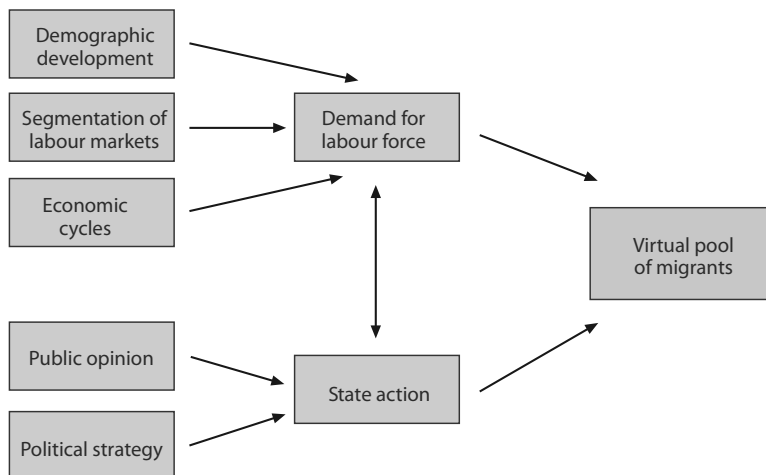 Demographic
development
Segmentation of
labour markets
Economic
cycles
Demand for
labour force
Virtual pool
of migrants
Public opinion
Political strategy
State action